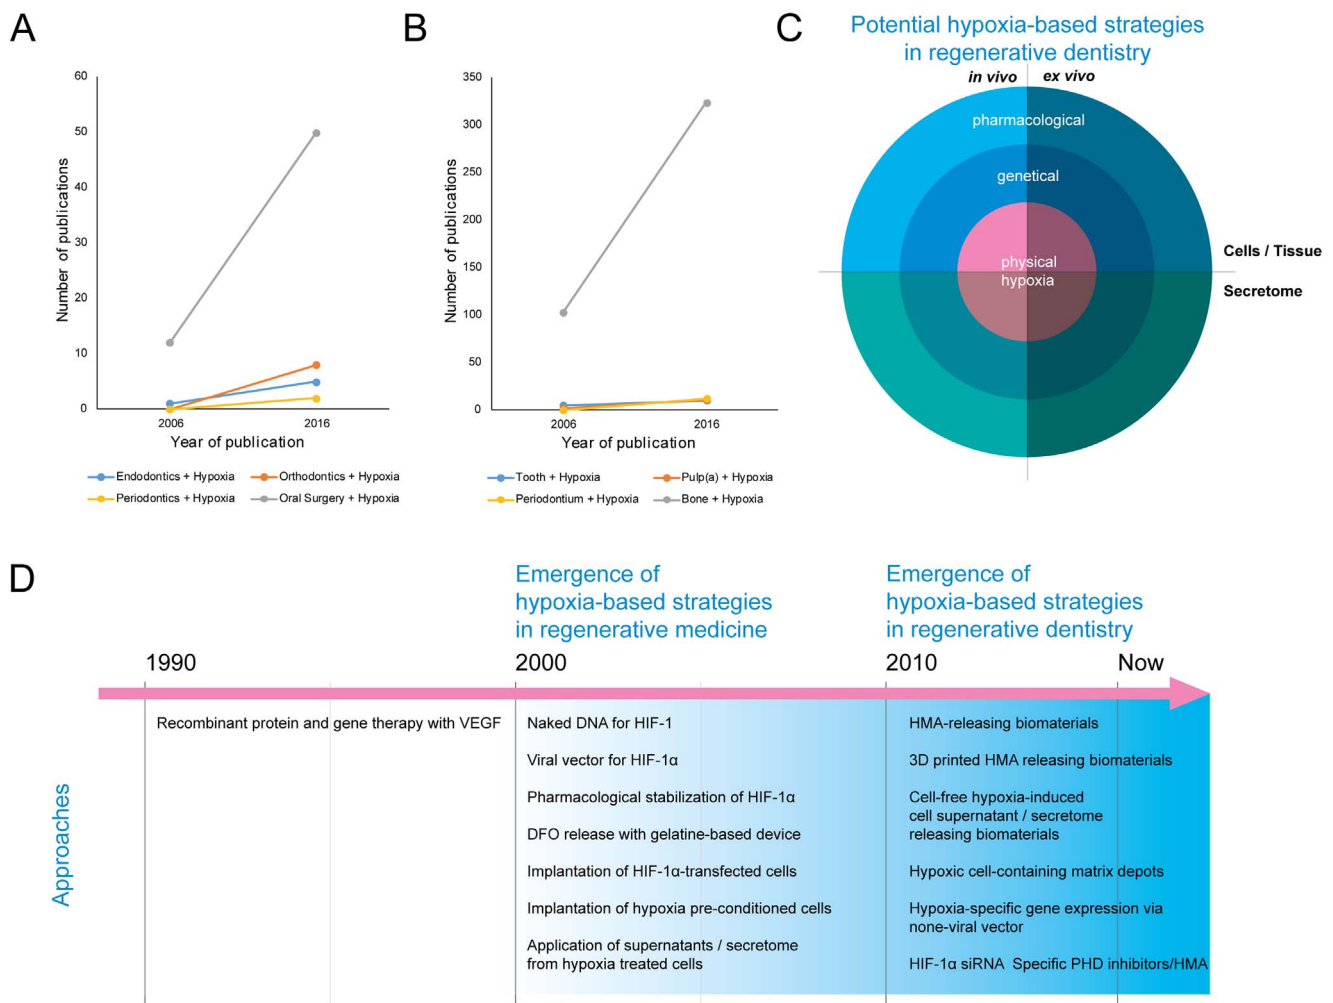 A
60
50
40
30
20
10
0
Number of publications
2006
2016
Year of publication
Endodontics + Hypoxia
Orthodontics + Hypoxia
Periodontics + Hypoxia
Oral Surgery + Hypoxia
B
350
300
250
200
150
100
50
0
Number of publications
2006
2016
Year of publication
Tooth + Hypoxia
Pulp(a) + Hypoxia
Periodontium + Hypoxia
Bone + Hypoxia
C
Potential hypoxia-based strategies
in regenerative dentistry
in vivo
ex vivo
pharmacological
genetical
physical
hypoxia
Cells / Tissue
Secretome
D
Emergence of
hypoxia-based strategies
in regenerative medicine
Emergence of
hypoxia-based strategies
in regenerative dentistry
1990
2000
2010
Now
Approaches
Recombinant protein and gene therapy with VEGF
Naked DNA for HIF-1
Viral vector for HIF-1α
Pharmacological stabilization of HIF-1α
DFO release with gelatine-based device
Implantation of HIF-1α-transfected cells
Implantation of hypoxia pre-conditioned cells
Application of supernatants / secretome
from hypoxia treated cells
HMA-releasing biomaterials
3D printed HMA releasing biomaterials
Cell-free hypoxia-induced
cell supernatant / secretome
releasing biomaterials
Hypoxic cell-containing matrix depots
Hypoxia-specific gene expression via
none-viral vector
HIF-1α siRNA  Specific PHD inhibitors/HMA